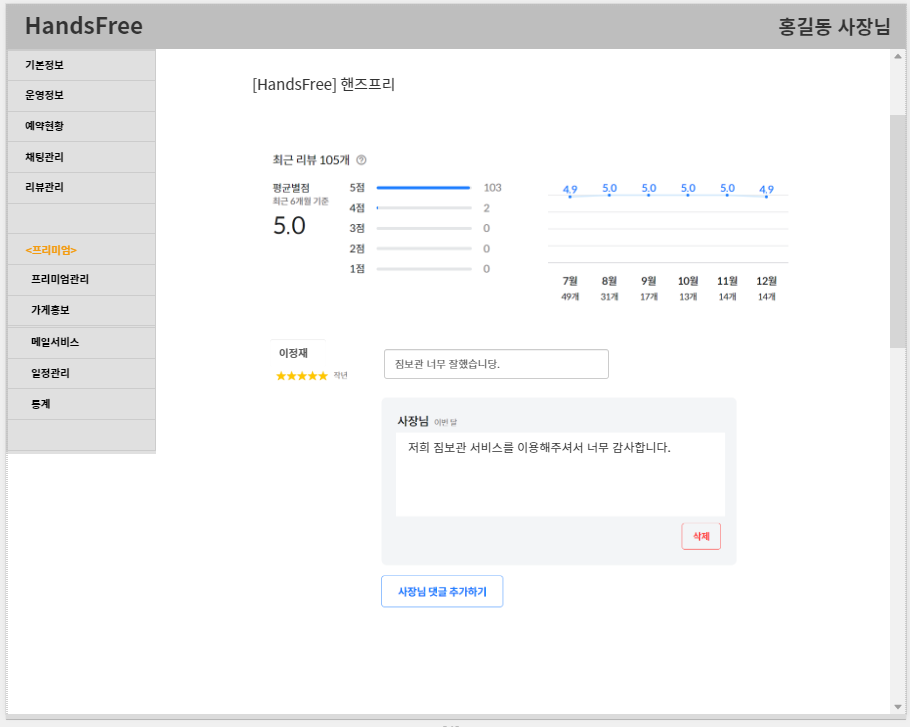 HandsFree
홍길동 사장님
기본정보
운영정보
예약현황
채팅관리
리뷰관리
<프리미엄>
프리미엄관리
가게홍보
메일서비스
일정관리
통계
[HandsFree] 핸즈프리
최근 리뷰 105개 ?
평균별점
최근 6개월 기준
5.0
5점 103
4점 2
3점 0
2점 0
1점 0
4.9 5.0 5.0 5.0 5.0 4.9
7월 8월 9월 10월 11월 12월
49개 31개 17개 13개 14개 14개
이정재
작년
짐보관 너무 잘했습니당.
사장님 이번 달
저희 짐보관 서비스를 이용해주셔서 너무 감사합니다.
삭제
사장님 댓글 추가하기